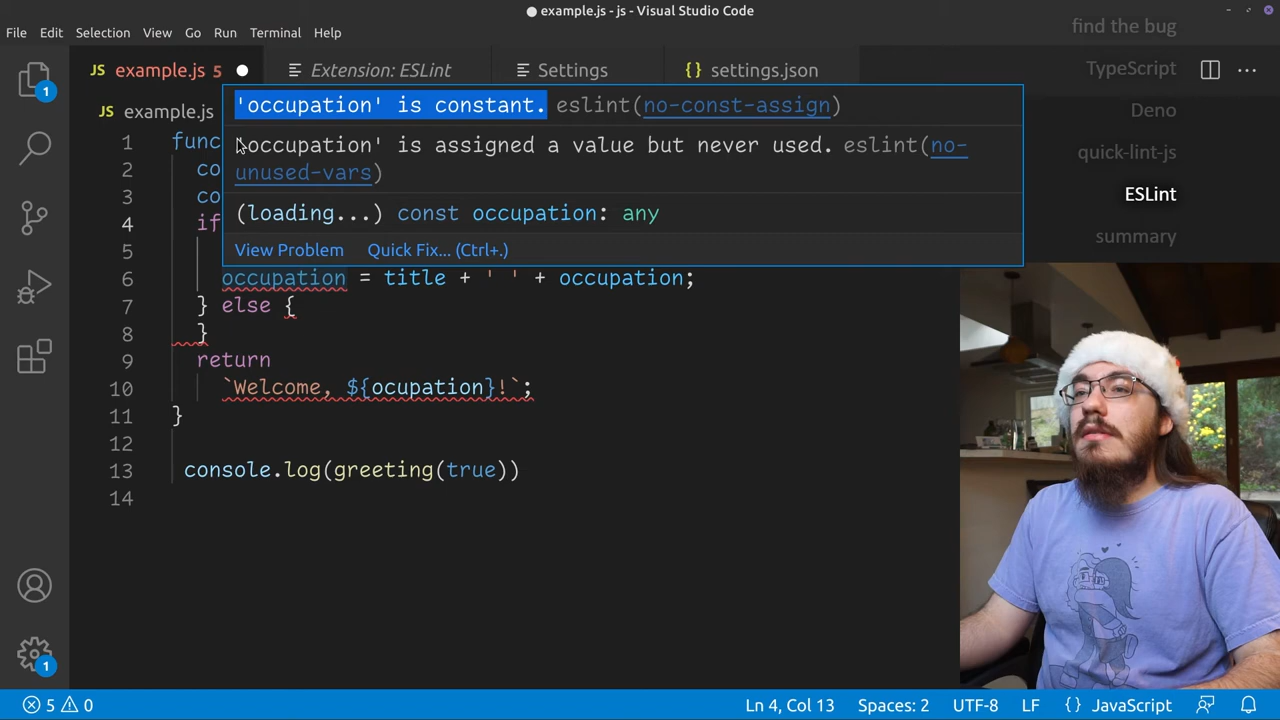 example.js - js - Visual Studio Code
File Edit Selection View Go Run Terminal Help
find the bug
JS example.js 5
Extension: ESLint
Settings
{} settings.json
TypeScript
JS example.js
Deno
quick-lint-js
ESLint
summary
'occupation' is constant. eslint(no-const-assign)
'occupation' is assigned a value but never used. eslint(no-
unused-vars)
(loading...) const occupation: any
View Problem Quick Fix... (Ctrl+.)
1 func
2 co
3 co
4 if
5
6 occupation = title + ' ' + occupation;
7 } else {
8 }
9 return
10 `Welcome, ${ocupation}!`;
11 }
12
13 console.log(greeting(true))
14
1
1
5 0
Ln 4, Col 13 Spaces: 2 UTF-8 LF {} JavaScript